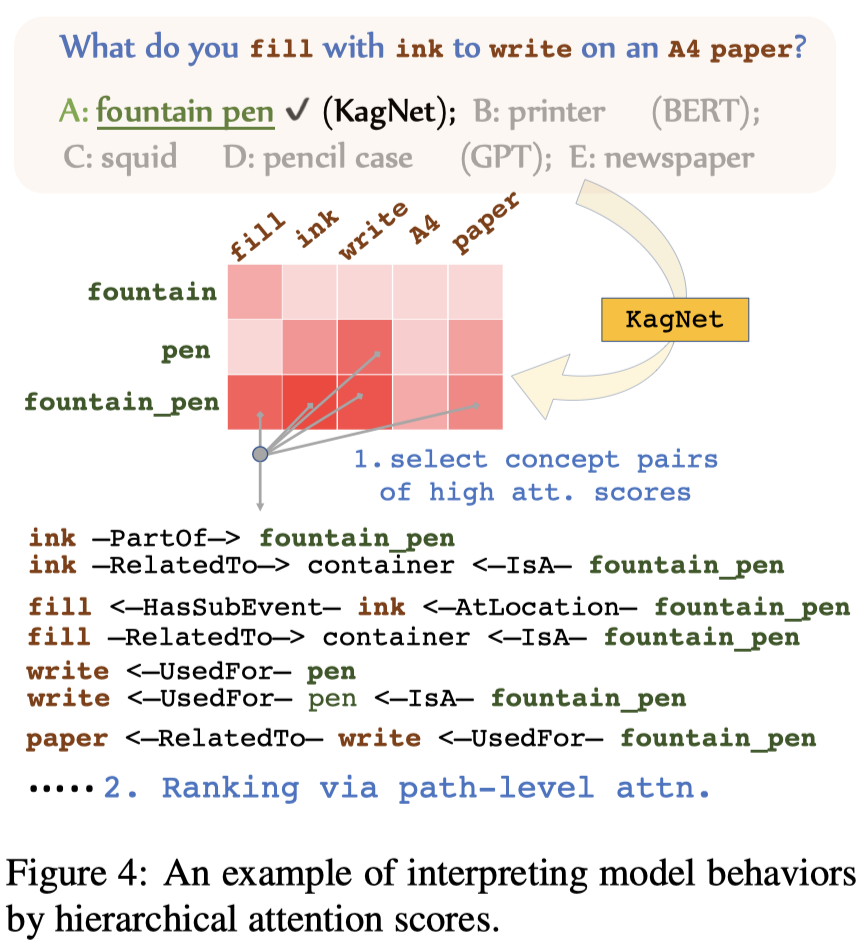 What do you fill with ink to write on an A4 paper?
A: fountain pen ✔ (KagNet); B: printer (BERT);
C: squid D: pencil case (GPT); E: newspaper
fill ink write A4 paper
fountain
KagNet
pen
fountain_pen
1. select concept pairs
of high att. scores
ink —PartOf—> fountain_pen
ink —RelatedTo—> container <—IsA— fountain_pen
fill <—HasSubEvent— ink <—AtLocation— fountain_pen
fill —RelatedTo—> container <—IsA— fountain_pen
write <—UsedFor— pen
write <—UsedFor— pen <—IsA— fountain_pen
paper <—RelatedTo— write <—UsedFor— fountain_pen
..... 2. Ranking via path-level attn.
Figure 4: An example of interpreting model behaviors
by hierarchical attention scores.